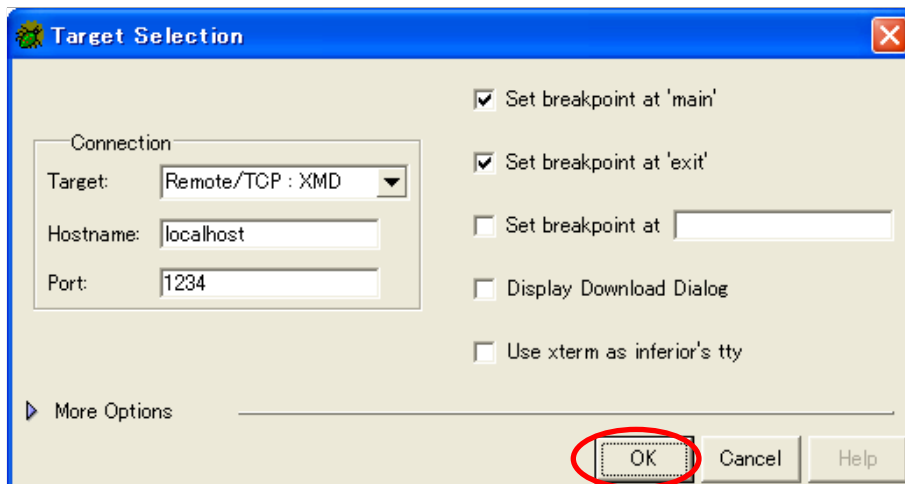 Target Selection
Connection
Target: Remote/TCP : XMD
Hostname: localhost
Port: 1234
Set breakpoint at 'main'
Set breakpoint at 'exit'
Set breakpoint at
Display Download Dialog
Use xterm as inferior's tty
More Options
OK Cancel Help